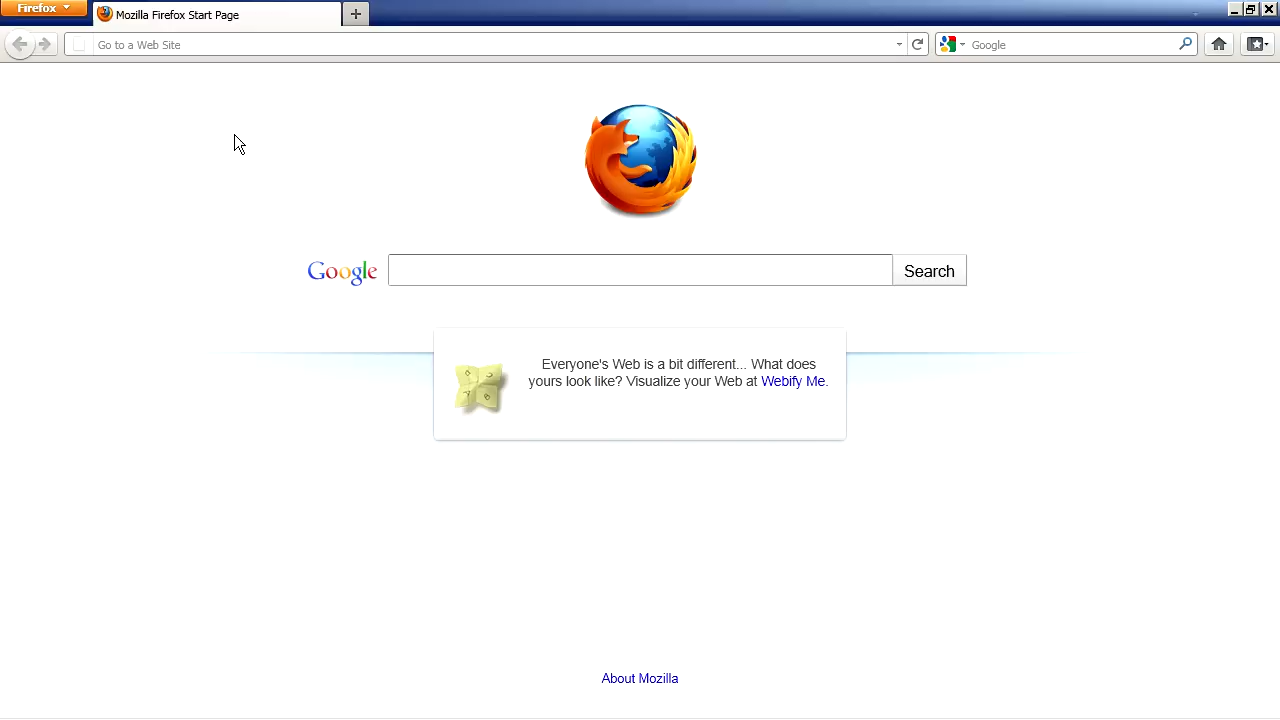 Firefox
Mozilla Firefox Start Page
Go to a Web Site
Google
Google
Search
Everyone's Web is a bit different... What does
yours look like? Visualize your Web at Webify Me.
About Mozilla